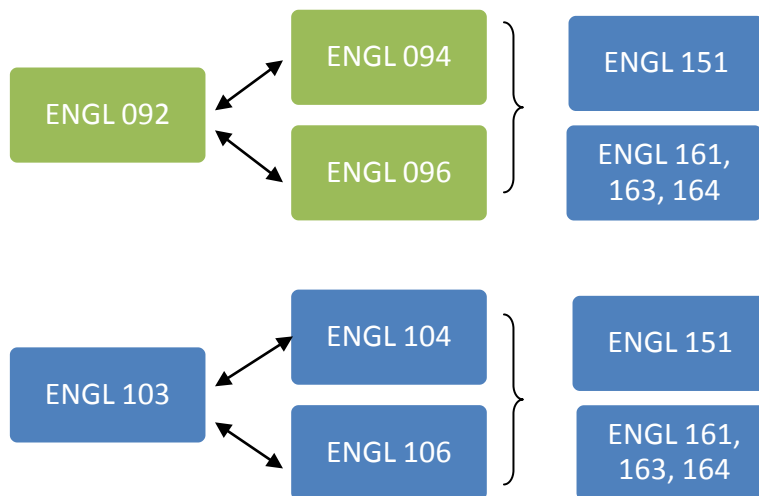 ENGL 092
ENGL 094
ENGL 096
ENGL 151
ENGL 161,
163, 164
ENGL 103
ENGL 104
ENGL 106
ENGL 151
ENGL 161,
163, 164